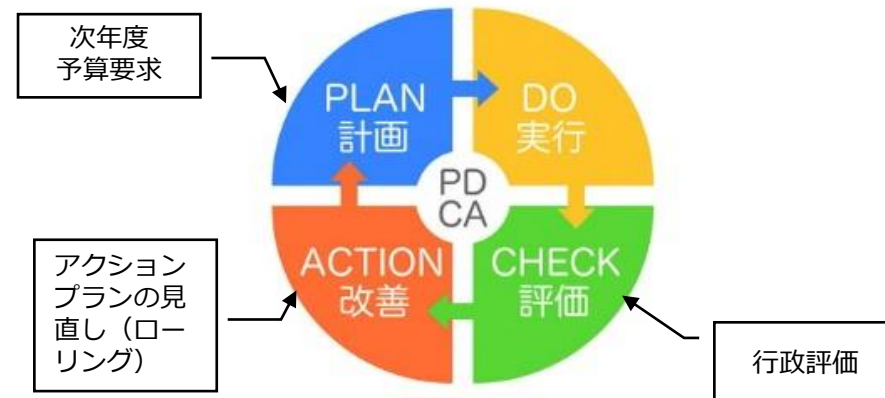 次年度
予算要求
PLAN
計画
DO
実行
PD
CA
アクション
プランの見
直し（ロー
リング）
ACTION
改善
CHECK
評価
行政評価